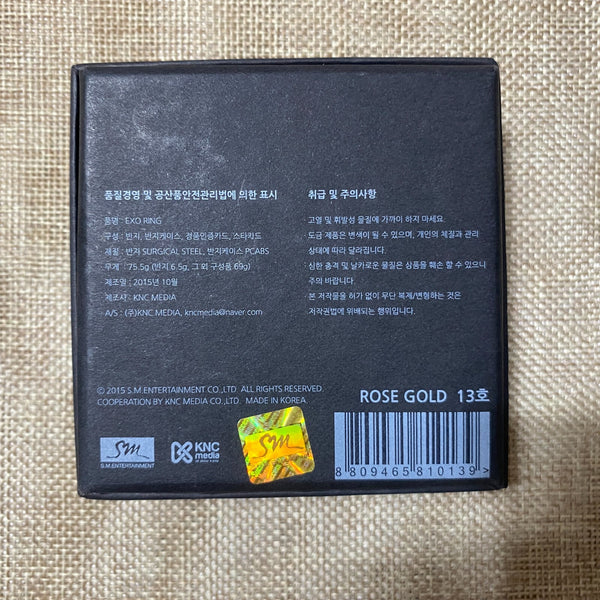 품질경영 및 공산품안전관리법에 의한 표시
품명 : EXO RING
구성 : 반지, 반지케이스, 정품인증카드, 스타카드
재질 : 반지 SURGICAL STEEL, 반지케이스 PCABS
무게 : 75.5g (반지 6.5g, 그 외 구성품 69g)
제조일 : 2015년 10월
제조사 : KNC MEDIA
A/S : (주)KNC MEDIA, kncmedia@naver.com
취급 및 주의사항
고열 및 휘발성 물질에 가까이 하지 마세요.
도금 제품은 변색이 될 수 있으며, 개인의 체질과 관리
상태에 따라 달라집니다.
심한 충격 및 날카로운 물질은 상품을 훼손 할 수 있으니
주의 바랍니다.
본 저작물을 허가 없이 무단 복제/변형하는 것은
저작권법에 위배되는 행위입니다.
© 2015 S.M.ENTERTAINMENT CO.,LTD. ALL RIGHTS RESERVED.
COOPERATION BY KNC MEDIA CO.,LTD. MADE IN KOREA.
ROSE GOLD 13호
SM
S.M.ENTERTAINMENT
KNC
media
SM
8 809465 810139 >